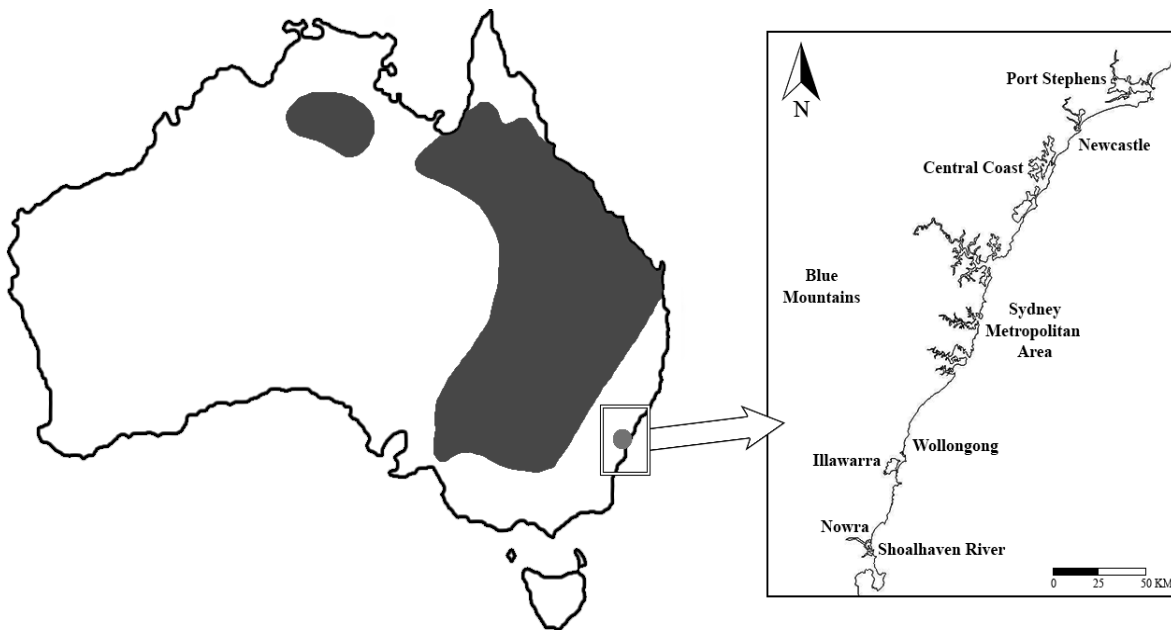 N
Port Stephens
Newcastle
Central Coast
Blue
Mountains
Sydney
Metropolitan
Area
Wollongong
Illawarra
Nowra
Shoalhaven River
0 25 50 KM